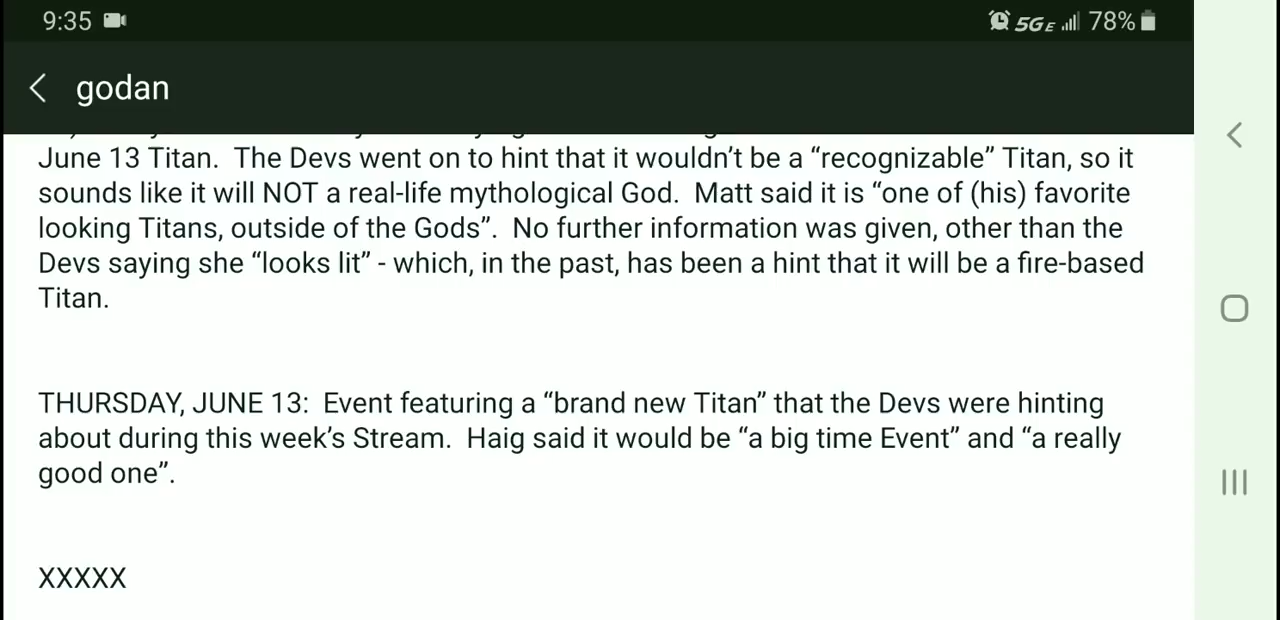 9:35
5GE 78%
godan
June 13 Titan.  The Devs went on to hint that it wouldn’t be a “recognizable” Titan, so it
sounds like it will NOT a real-life mythological God.  Matt said it is “one of (his) favorite
looking Titans, outside of the Gods”.  No further information was given, other than the
Devs saying she “looks lit” - which, in the past, has been a hint that it will be a fire-based
Titan.
THURSDAY, JUNE 13:  Event featuring a “brand new Titan” that the Devs were hinting
about during this week’s Stream.  Haig said it would be “a big time Event” and “a really
good one”.
XXXXX